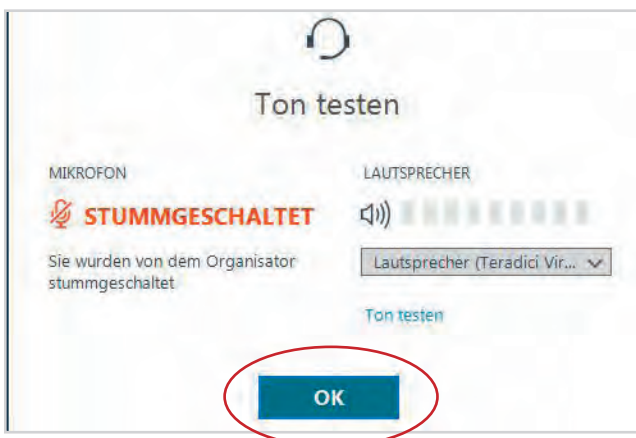 Ton testen
MIKROFON
STUMMGESCHALTET
Sie wurden von dem Organisator
stummgeschaltet
LAUTSPRECHER
Lautsprecher (Teradici Vir...
Ton testen
OK